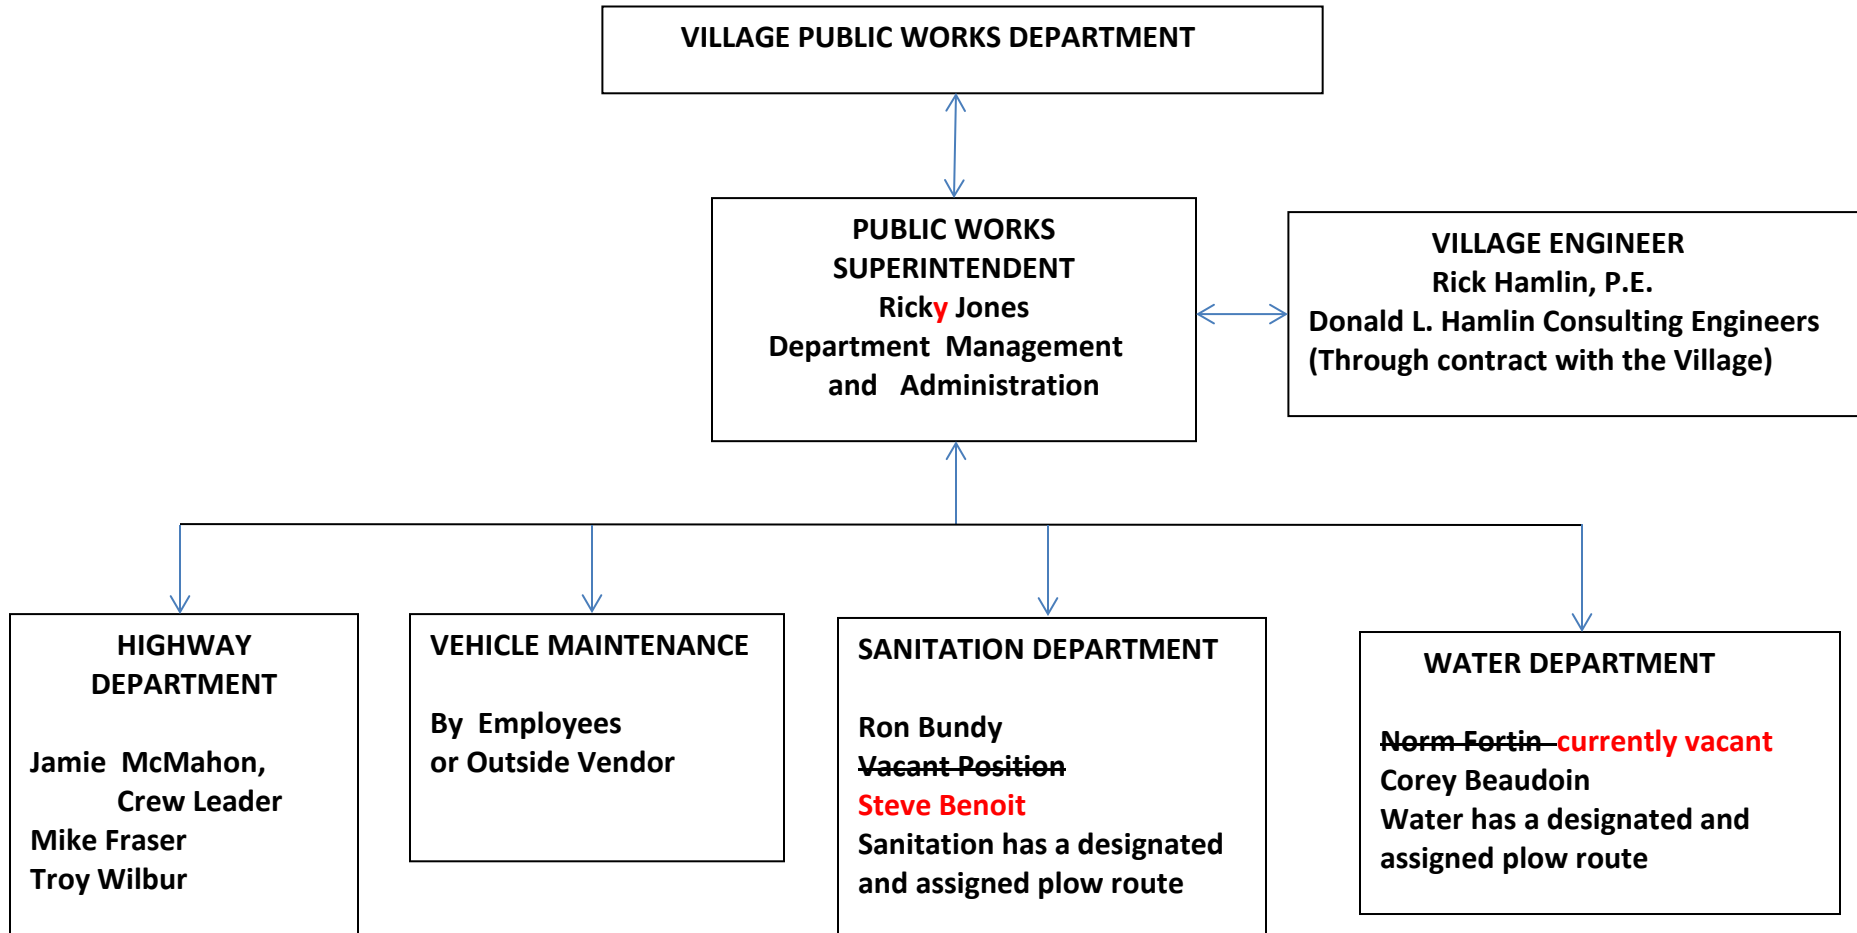 VILLAGE PUBLIC WORKS DEPARTMENT
PUBLIC WORKS
SUPERINTENDENT
Ricky Jones
Department Management
and Administration
VILLAGE ENGINEER
Rick Hamlin, P.E.
Donald L. Hamlin Consulting Engineers
(Through contract with the Village)
HIGHWAY
DEPARTMENT
Jamie McMahon,
Crew Leader
Mike Fraser
Troy Wilbur
VEHICLE MAINTENANCE
By Employees
or Outside Vendor
SANITATION DEPARTMENT
Ron Bundy
Vacant Position
Steve Benoit
Sanitation has a designated
and assigned plow route
WATER DEPARTMENT
Norm Fortin currently vacant
Corey Beaudoin
Water has a designated and
assigned plow route